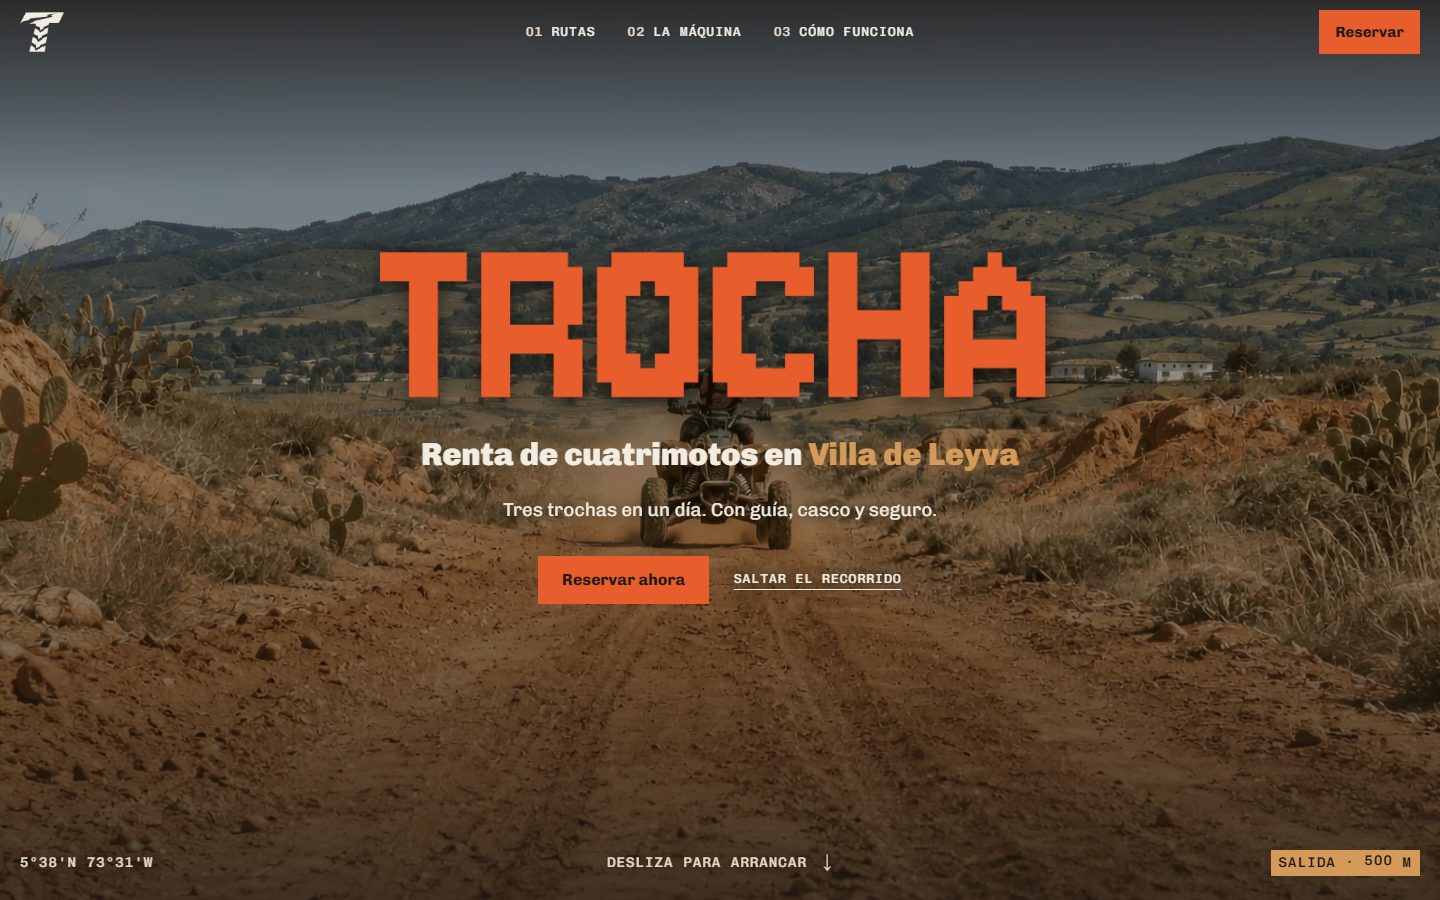 T
01 RUTAS
02 LA MÁQUINA
03 CÓMO FUNCIONA
Reservar
TROCHA
Renta de cuatrimotos en Villa de Leyva
Tres trochas en un día. Con guía, casco y seguro.
Reservar ahora
SALTAR EL RECORRIDO
5°38'N 73°31'W
DESLIZA PARA ARRANCAR ↓
SALIDA · 500 M